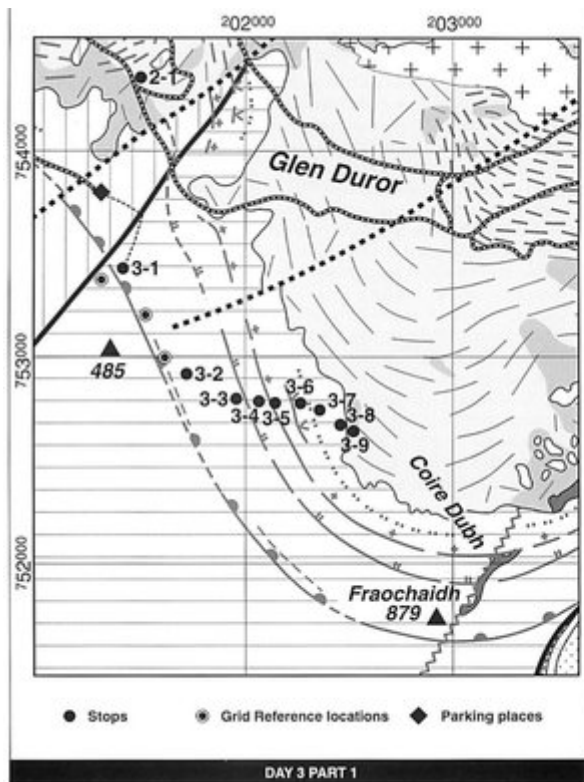 202000 203000
2-1
754000
Glen Duror
3-1
753000
485
3-2
3-6
3-7
3-3
3-8
3-4
3-5
3-9
Coire Dubh
752000
Fraochaidh
879
Stops
Grid Reference locations
Parking places
DAY 3 PART 1